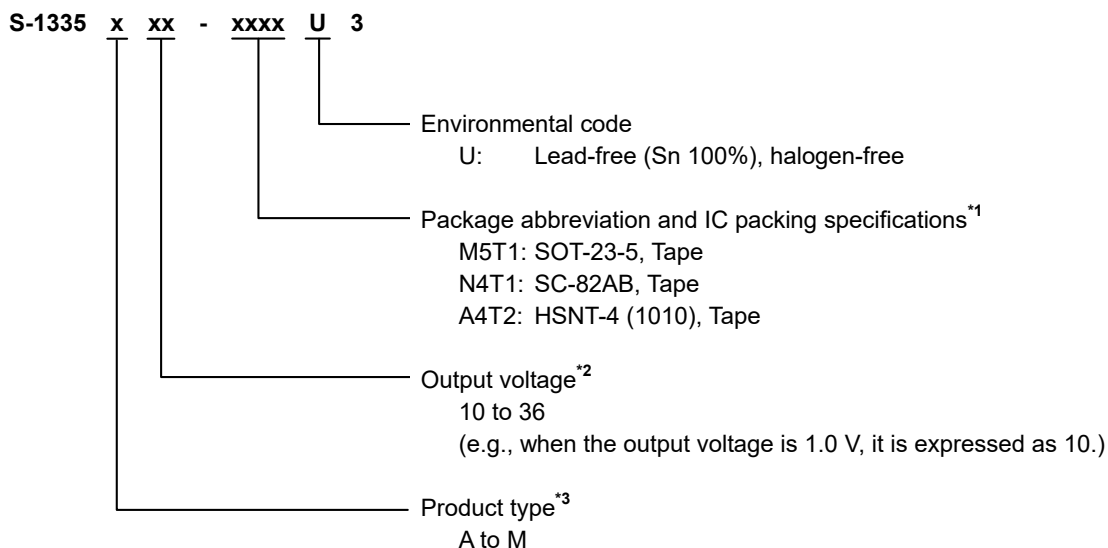 S-1335 x xx - xxxx U 3
Environmental code
U: Lead-free (Sn 100%), halogen-free
Package abbreviation and IC packing specifications*1
M5T1: SOT-23-5, Tape
N4T1: SC-82AB, Tape
A4T2: HSNT-4 (1010), Tape
Output voltage*2
10 to 36
(e.g., when the output voltage is 1.0 V, it is expressed as 10.)
Product type*3
A to M